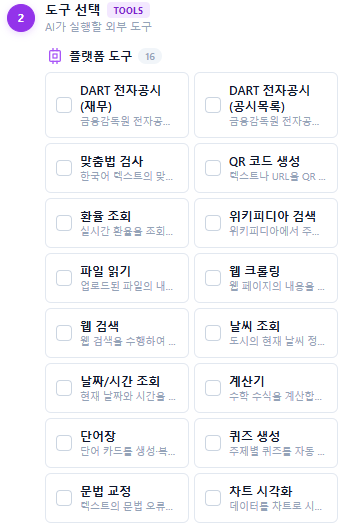 2
도구 선택 TOOLS
AI가 실행할 외부 도구
플랫폼 도구 16
DART 전자공시 (재무)
금융감독원 전자공...
DART 전자공시 (공시목록)
금융감독원 전자공...
맞춤법 검사
한국어 텍스트의 맞...
QR 코드 생성
텍스트나 URL을 QR ...
환율 조회
실시간 환율을 조회...
위키피디아 검색
위키피디아에서 주...
파일 읽기
업로드된 파일의 내...
웹 크롤링
웹 페이지의 내용을 ...
웹 검색
웹 검색을 수행하여 ...
날씨 조회
도시의 현재 날씨 정...
날짜/시간 조회
현재 날짜와 시간을 ...
계산기
수학 수식을 계산합...
단어장
단어 카드를 생성·복...
퀴즈 생성
주제별 퀴즈를 자동 ...
문법 교정
텍스트의 문법 오류...
차트 시각화
데이터를 차트로 시...